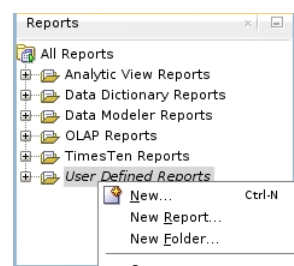 Reports
All Reports
Analytic View Reports
Data Dictionary Reports
Data Modeler Reports
OLAP Reports
TimesTen Reports
User Defined Reports
New... Ctrl-N
New Report...
New Folder...